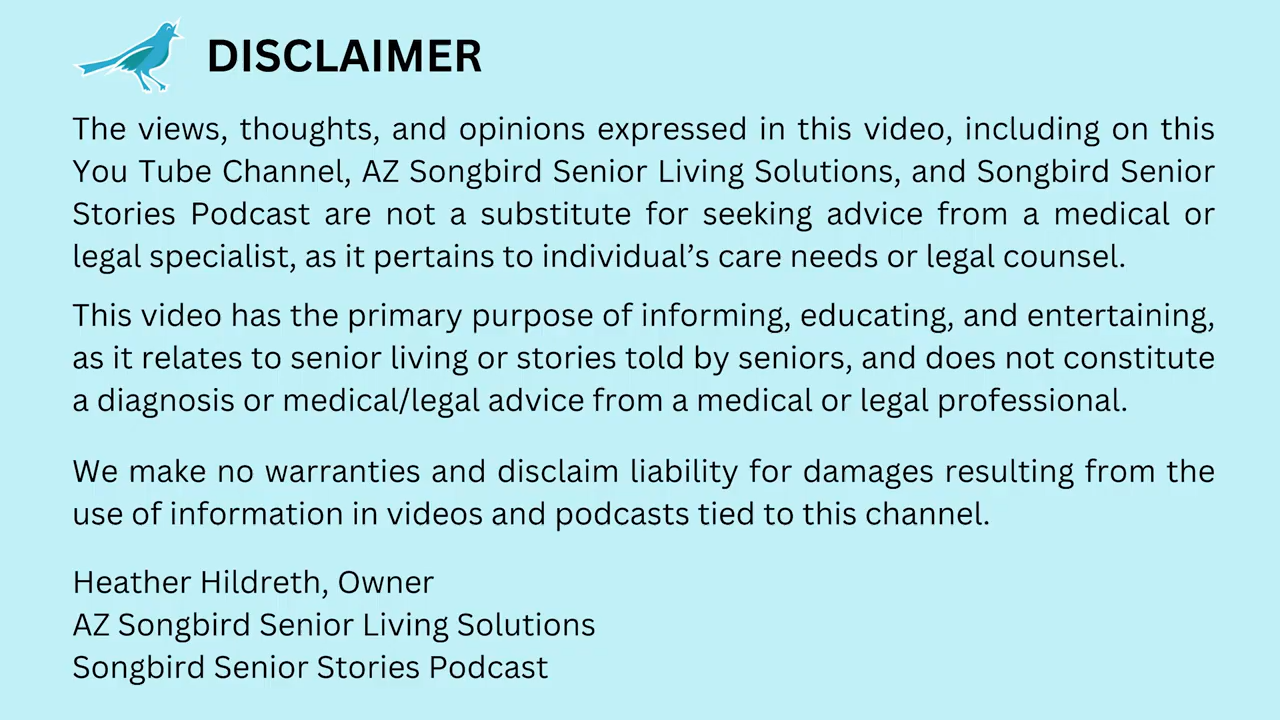 DISCLAIMER
The views, thoughts, and opinions expressed in this video, including on this
You Tube Channel, AZ Songbird Senior Living Solutions, and Songbird Senior
Stories Podcast are not a substitute for seeking advice from a medical or
legal specialist, as it pertains to individual’s care needs or legal counsel.
This video has the primary purpose of informing, educating, and entertaining,
as it relates to senior living or stories told by seniors, and does not constitute
a diagnosis or medical/legal advice from a medical or legal professional.
We make no warranties and disclaim liability for damages resulting from the
use of information in videos and podcasts tied to this channel.
Heather Hildreth, Owner
AZ Songbird Senior Living Solutions
Songbird Senior Stories Podcast